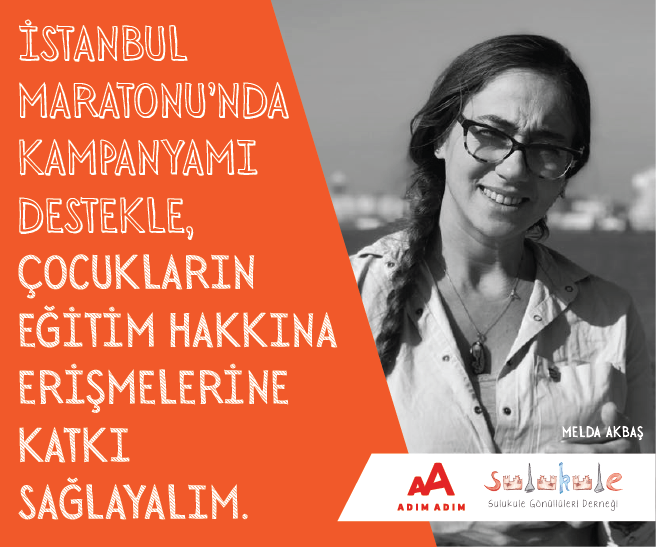 İSTANBUL
MARATONU'NDA
KAMPANYAMI
DESTEKLE,
ÇOCUKLARIN
EĞİTİM HAKKINA
ERİŞMELERİNE
KATKI
SAĞLAYALIM.
MELDA AKBAŞ
AA
ADIM ADIM
Sulukule
Sulukule Gönüllüleri Derneği